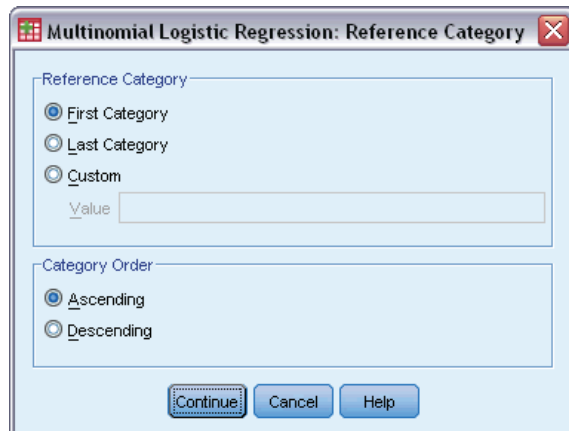 Multinomial Logistic Regression: Reference Category
Reference Category
First Category
Last Category
Custom
Value
Category Order
Ascending
Descending
Continue Cancel Help